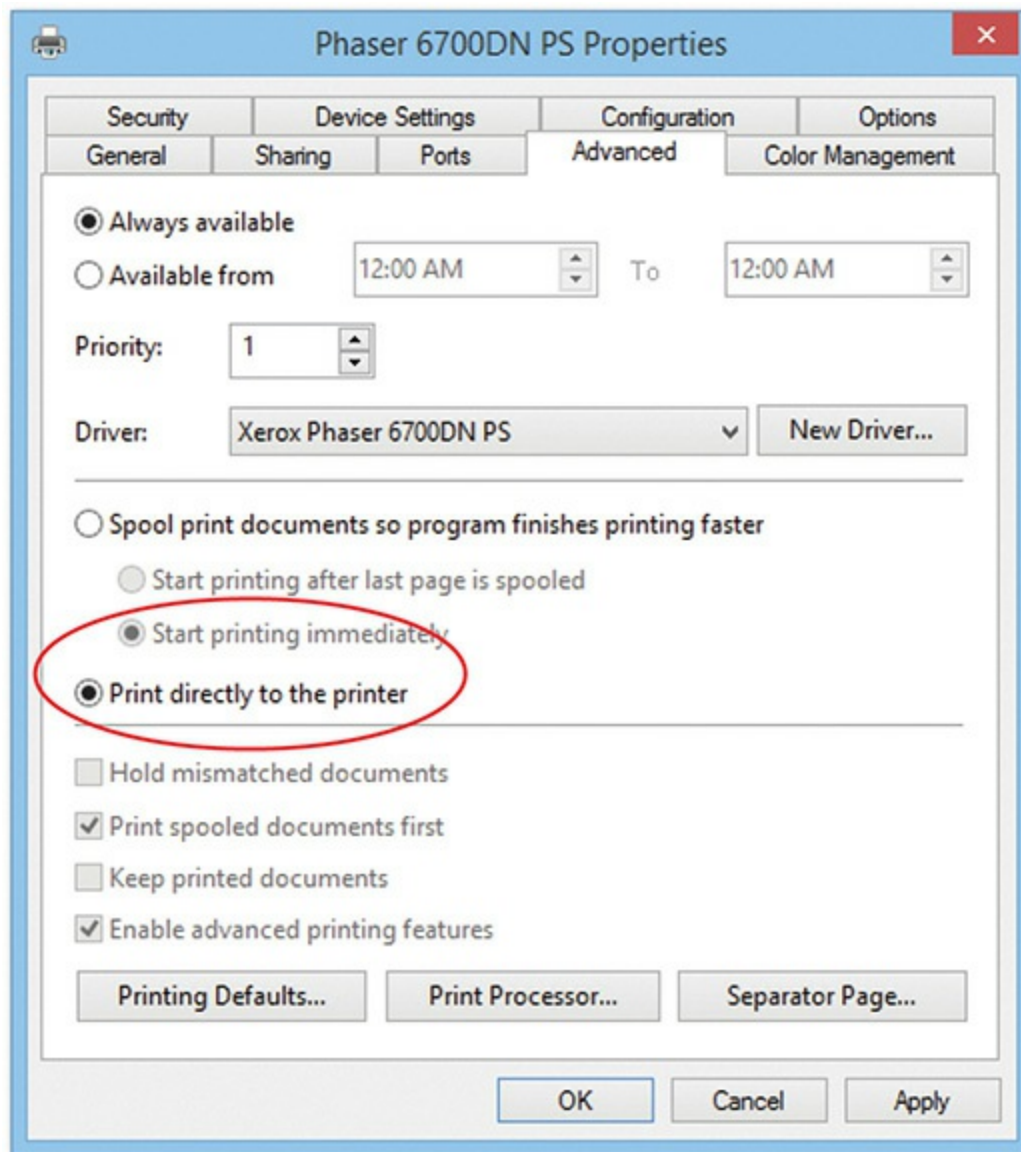 Phaser 6700DN PS Properties
Security Device Settings Configuration Options
General Sharing Ports Advanced Color Management
Always available
Available from 12:00 AM To 12:00 AM
Priority: 1
Driver: Xerox Phaser 6700DN PS New Driver...
Spool print documents so program finishes printing faster
Start printing after last page is spooled
Start printing immediately
Print directly to the printer
Hold mismatched documents
Print spooled documents first
Keep printed documents
Enable advanced printing features
Printing Defaults... Print Processor... Separator Page...
OK Cancel Apply